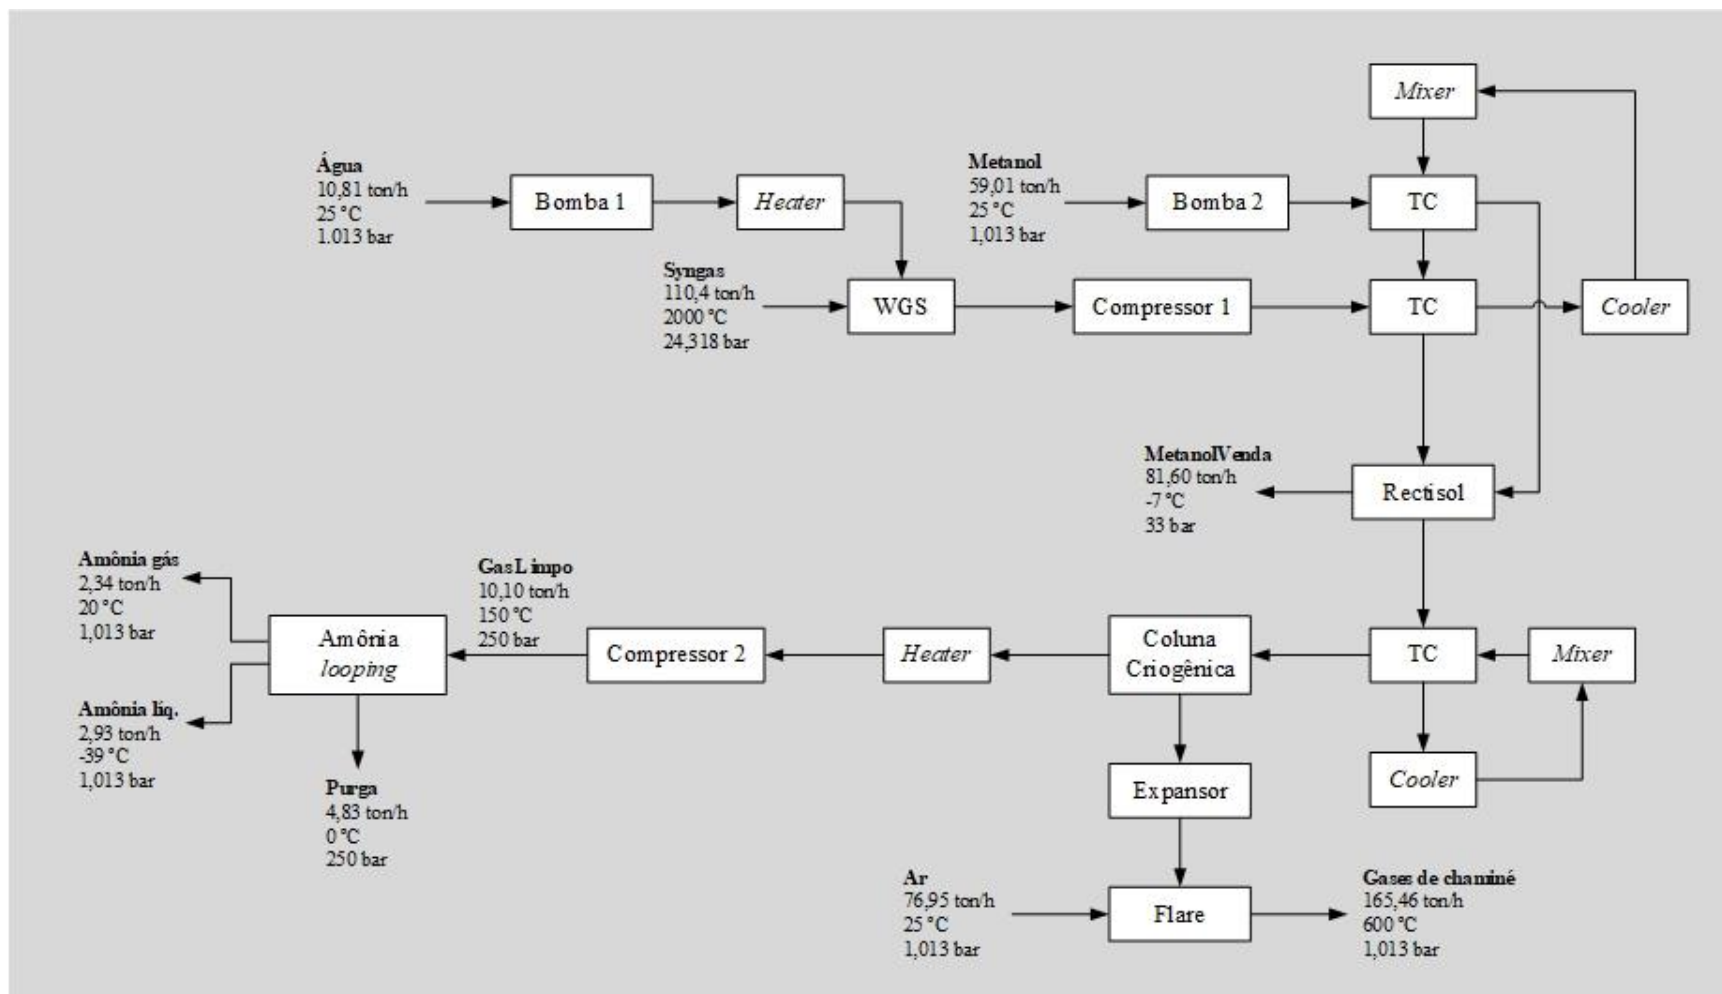 Mixer
Água
10,81 ton/h
25 °C
1.013 bar
Bomba 1
Heater
Metanol
59,01 ton/h
25 °C
1,013 bar
Bomba 2
TC
Syngas
110,4 ton/h
2000 °C
24,318 bar
WGS
Compressor 1
TC
Cooler
MetanolVenda
81,60 ton/h
-7 °C
33 bar
Rectisol
Amônia gás
2,34 ton/h
20 °C
1,013 bar
Amônia líq.
2,93 ton/h
-39 °C
1,013 bar
Amônia
looping
Purga
4,83 ton/h
0 °C
250 bar
Gas Limpo
10,10 ton/h
150 °C
250 bar
Compressor 2
Heater
Coluna
Criogênica
TC
Mixer
Cooler
Expansor
Ar
76,95 ton/h
25 °C
1,013 bar
Flare
Gases de chaminé
165,46 ton/h
600 °C
1,013 bar